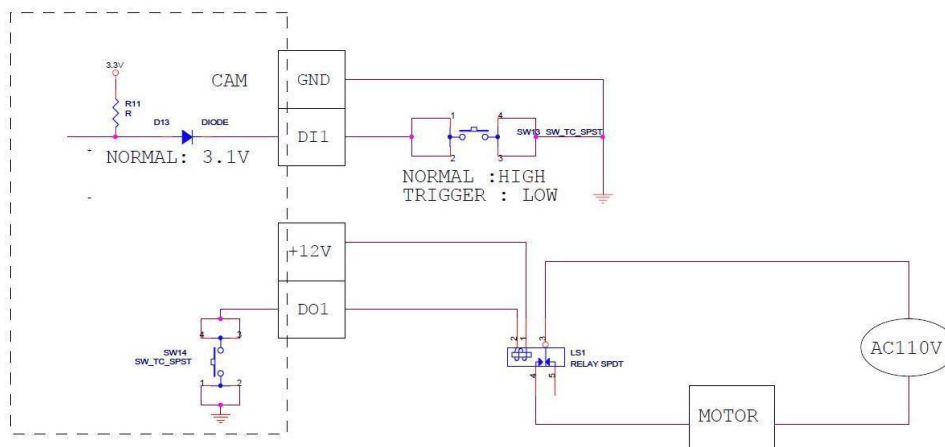 3.3V
CAM
GND
R11
R
D13
DIODE
DI1
1
4
SW13 SW_TC_SPST
+
NORMAL: 3.1V
2
3
-
NORMAL :HIGH
TRIGGER : LOW
+12V
DO1
4
3
SW14
SW_TC_SPST
1
2
2
1
3
LS1
RELAY SPDT
4
5
AC110V
MOTOR